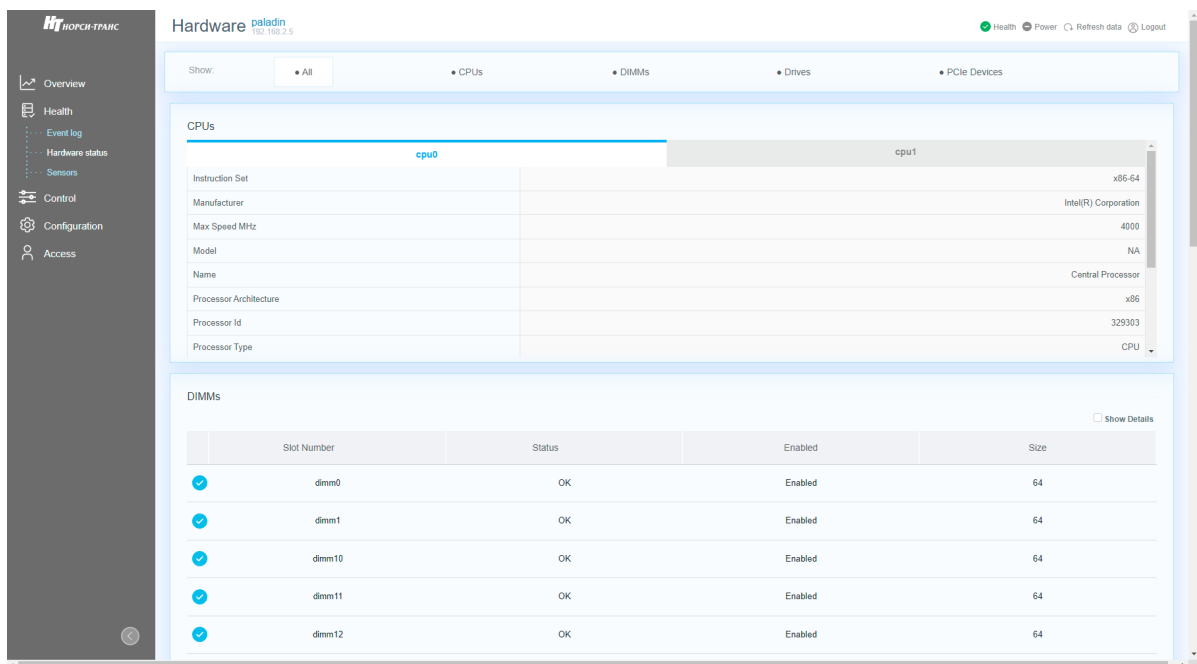 НТ НОРСИ-ТРАНС
Hardware paladin
192.168.2.5
Health Power Refresh data Logout
Overview
Health
Event log
Hardware status
Sensors
Control
Configuration
Access
Show: All CPUs DIMMs Drives PCIe Devices
CPUs
cpu0 cpu1
Instruction Set x86-64
Manufacturer Intel(R) Corporation
Max Speed MHz 4000
Model NA
Name Central Processor
Processor Architecture x86
Processor Id 329303
Processor Type CPU
DIMMs
Show Details
Slot Number Status Enabled Size
dimm0 OK Enabled 64
dimm1 OK Enabled 64
dimm10 OK Enabled 64
dimm11 OK Enabled 64
dimm12 OK Enabled 64